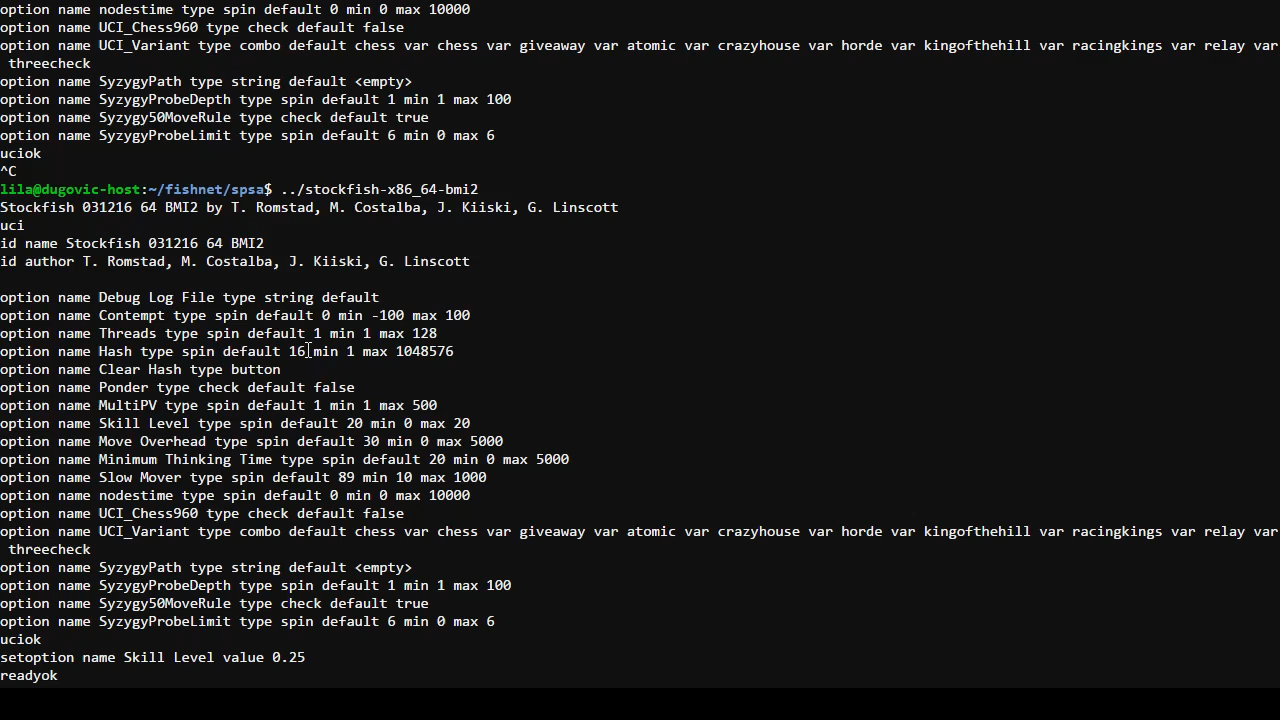 option name nodestime type spin default 0 min 0 max 10000
option name UCI_Chess960 type check default false
option name UCI_Variant type combo default chess var chess var giveaway var atomic var crazyhouse var horde var kingofthehill var racingkings var relay var
 threecheck
option name SyzygyPath type string default <empty>
option name SyzygyProbeDepth type spin default 1 min 1 max 100
option name Syzygy50MoveRule type check default true
option name SyzygyProbeLimit type spin default 6 min 0 max 6
uciok
^C
lila@dugovic-host:~/fishnet/spsa$ ../stockfish-x86_64-bmi2
Stockfish 031216 64 BMI2 by T. Romstad, M. Costalba, J. Kiiski, G. Linscott
uci
id name Stockfish 031216 64 BMI2
id author T. Romstad, M. Costalba, J. Kiiski, G. Linscott

option name Debug Log File type string default
option name Contempt type spin default 0 min -100 max 100
option name Threads type spin default 1 min 1 max 128
option name Hash type spin default 16 min 1 max 1048576
option name Clear Hash type button
option name Ponder type check default false
option name MultiPV type spin default 1 min 1 max 500
option name Skill Level type spin default 20 min 0 max 20
option name Move Overhead type spin default 30 min 0 max 5000
option name Minimum Thinking Time type spin default 20 min 0 max 5000
option name Slow Mover type spin default 89 min 10 max 1000
option name nodestime type spin default 0 min 0 max 10000
option name UCI_Chess960 type check default false
option name UCI_Variant type combo default chess var chess var giveaway var atomic var crazyhouse var horde var kingofthehill var racingkings var relay var
 threecheck
option name SyzygyPath type string default <empty>
option name SyzygyProbeDepth type spin default 1 min 1 max 100
option name Syzygy50MoveRule type check default true
option name SyzygyProbeLimit type spin default 6 min 0 max 6
uciok
setoption name Skill Level value 0.25
readyok